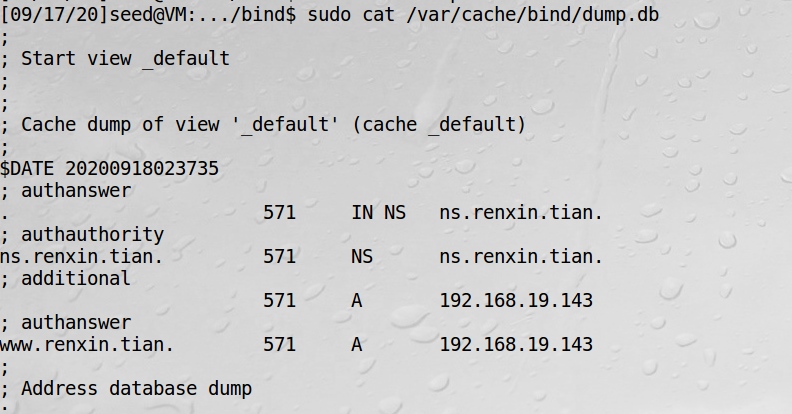 [09/17/20]seed@VM:.../bind$ sudo cat /var/cache/bind/dump.db
;
; Start view _default
;
;
; Cache dump of view '_default' (cache _default)
;
$DATE 20200918023735
; authanswer
. 571 IN NS ns.renxin.tian.
; authauthority
ns.renxin.tian. 571 NS ns.renxin.tian.
; additional
571 A 192.168.19.143
; authanswer
www.renxin.tian. 571 A 192.168.19.143
;
; Address database dump
;